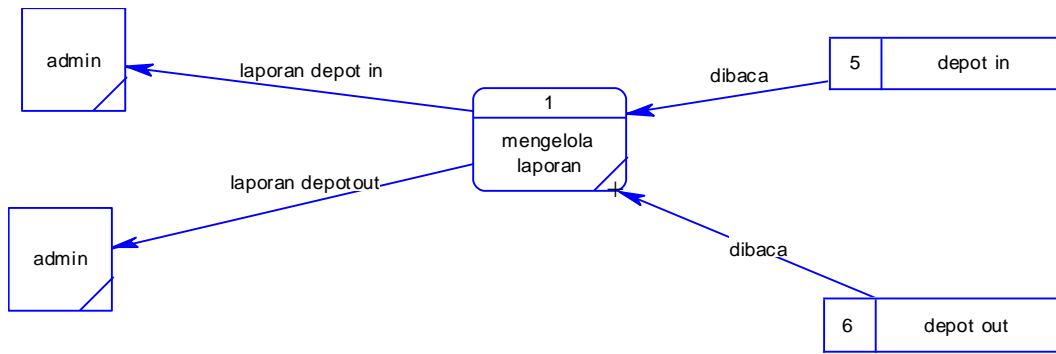 admin
laporan depot in
dibaca
5
depot in
1
mengelola
laporan
laporan depotout
admin
dibaca
6
depot out